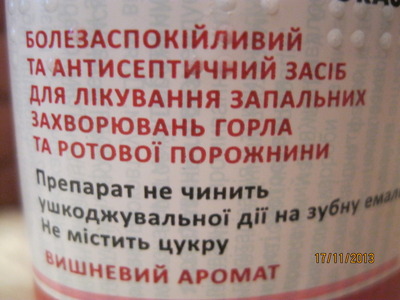 БОЛЕЗАСПОКІЙЛИВИЙ
ТА АНТИСЕПТИЧНИЙ ЗАСІБ
ДЛЯ ЛІКУВАННЯ ЗАПАЛЬНИХ
ЗАХВОРЮВАНЬ ГОРЛА
ТА РОТОВОЇ ПОРОЖНИНИ
Препарат не чинить
ушкоджувальної дії на зубну
Не містить цукру
ВИШНЕВИЙ АРОМАТ
17/11/2013